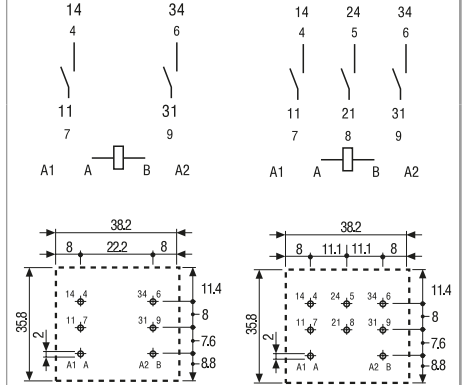 14 34
4 6
11 31
7 9
A1 A B A2
14 24 34
4 5 6
11 21 31
7 8 9
A1 A B A2
38.2
8 22.2 8
35.8
2
14 4 34 6
11 7 31 9
A1 A A2 B
11.4
8
7.6
8.8
38.2
8 11.1 11.1 8
35.8
2
14 4 24 5 34 6
11 7 21 8 31 9
A1 A A2 B
11.4
8
7.6
8.8